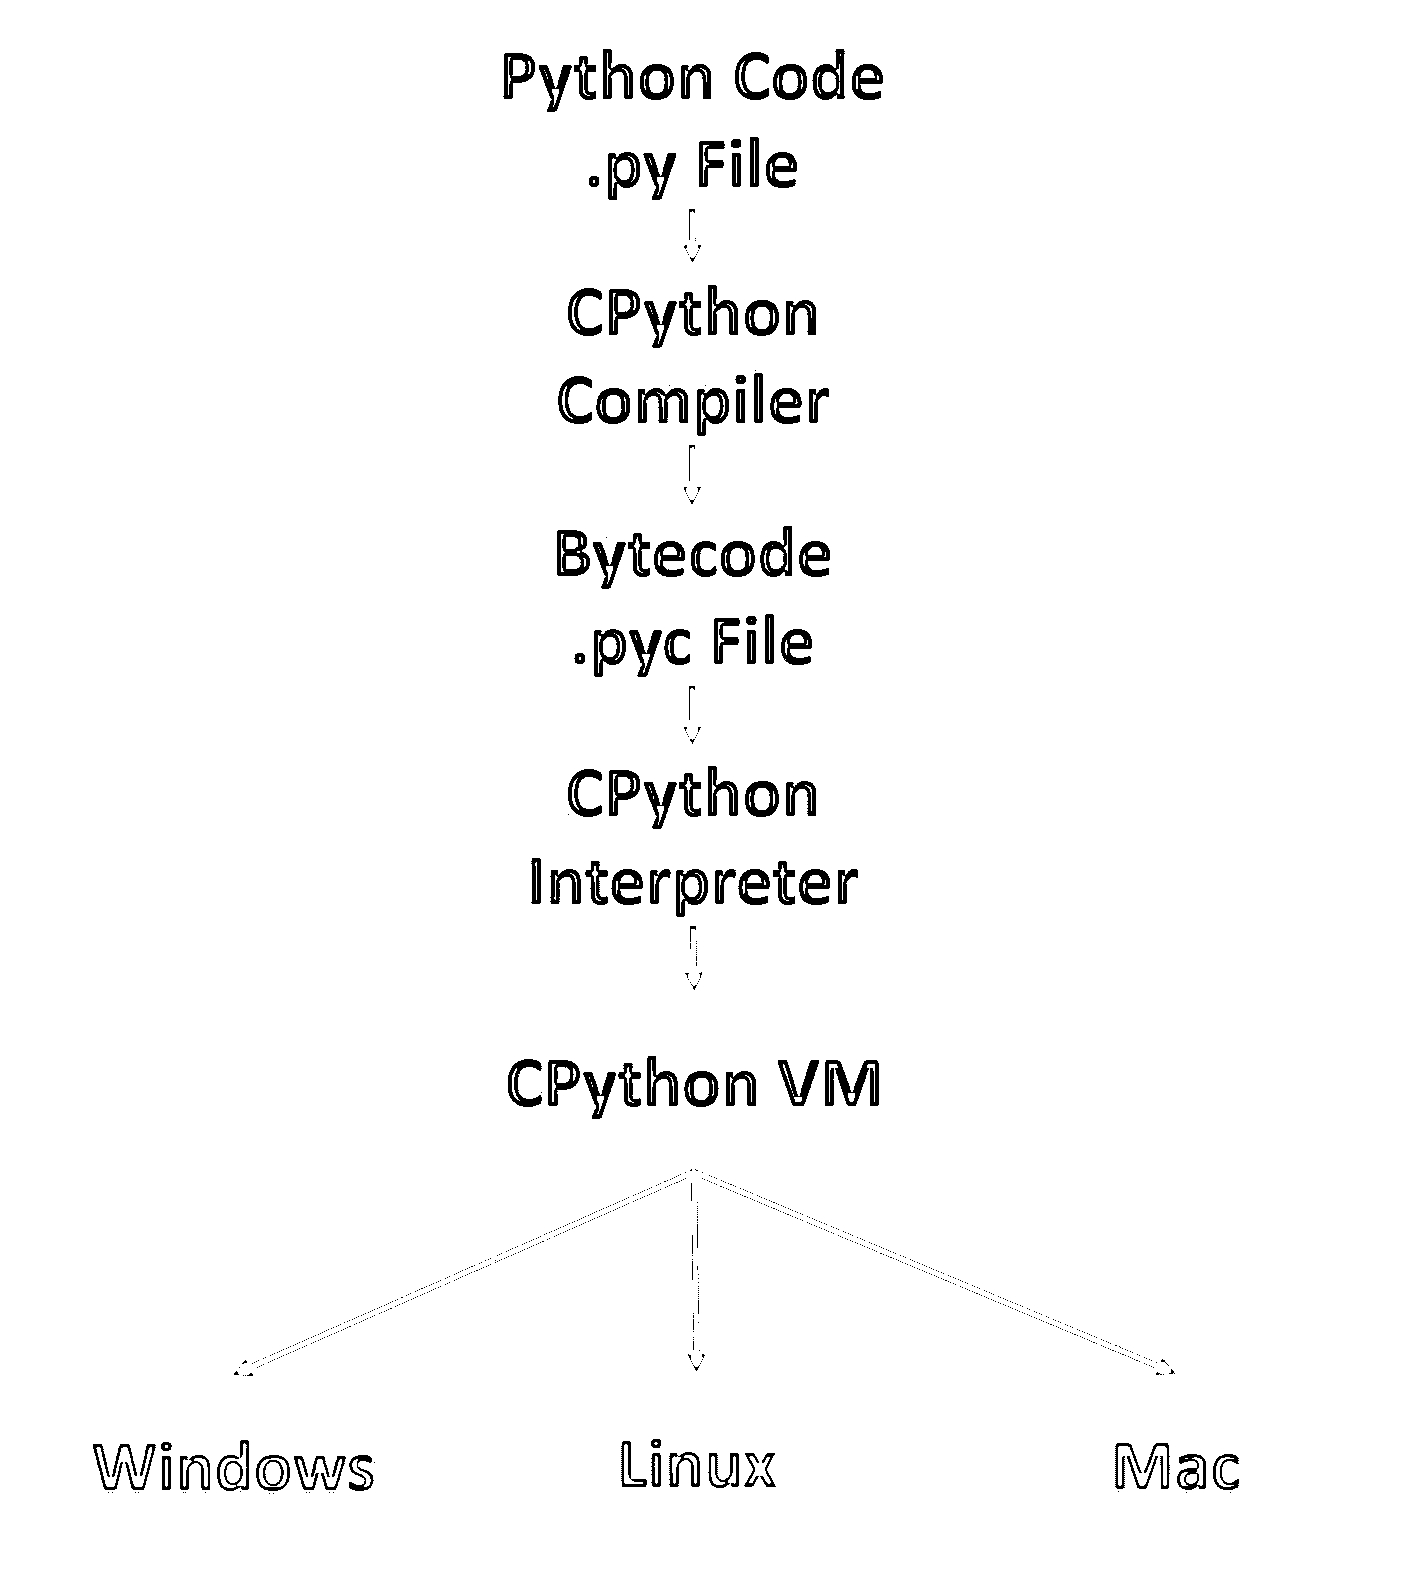 Python Code
.py File
CPython
Compiler
Bytecode
.pyc File
CPython
Interpreter
CPython VM
Windows
Linux
Mac